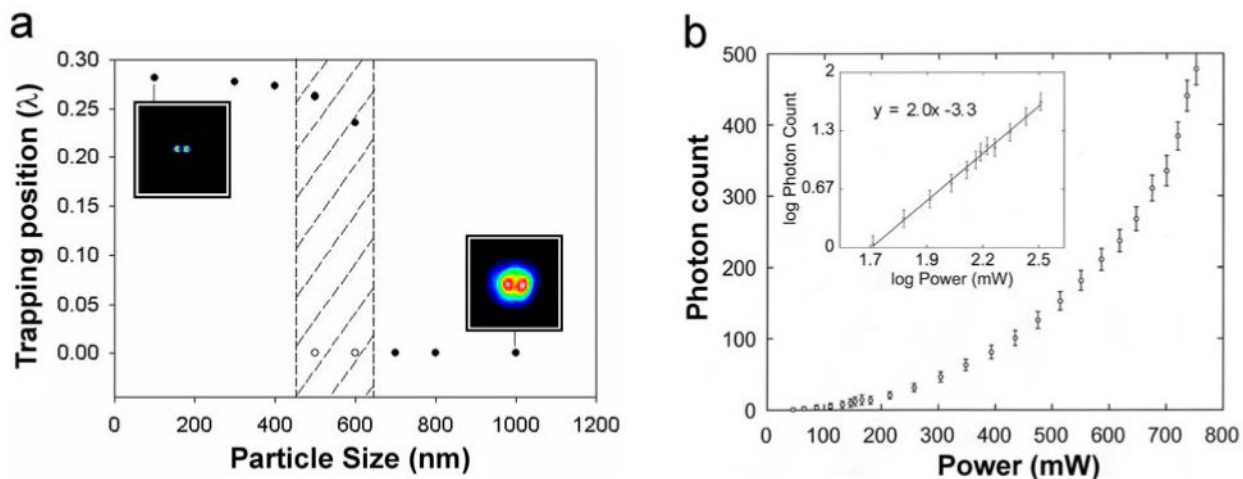 a
0.30
0.25
0.20
0.15
0.10
0.05
0.00
Trapping position (λ)
0 200 400 600 800 1000 1200
Particle Size (nm)
b
500
400
300
200
100
0
Photon count
0 100 200 300 400 500 600 700 800
Power (mW)
2
1.3
0.67
0
log Photon Count
y = 2.0x -3.3
1.7 1.9 2.2 2.5
log Power (mW)